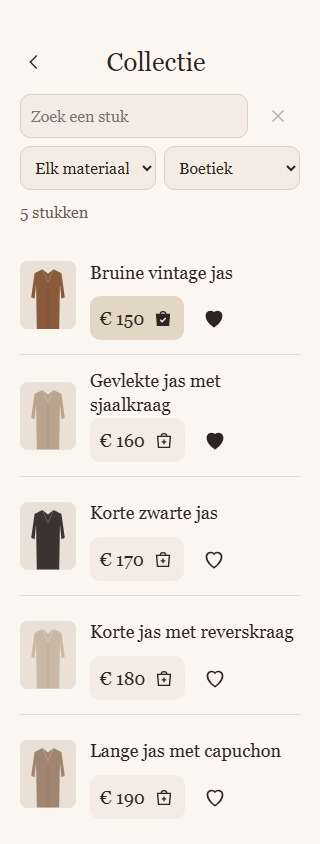 Collectie
Zoek een stuk
Elk materiaal
Boetiek
5 stukken
Bruine vintage jas
€ 150
Gevlekte jas met
sjaalkraag
€ 160
Korte zwarte jas
€ 170
Korte jas met reverskraag
€ 180
Lange jas met capuchon
€ 190